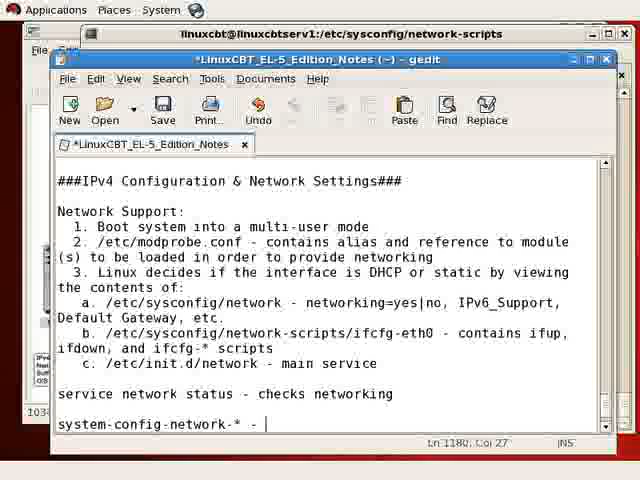 Applications Places System
linuxcbt@linuxcbtserv1:/etc/sysconfig/network-scripts
File
*LinuxCBT_EL-5_Edition_Notes (~) - gedit
File Edit View Search Tools Documents Help
New Open Save Print... Undo Paste Find Replace
*LinuxCBT_EL-5_Edition_Notes
###IPv4 Configuration & Network Settings###
Network Support:
1. Boot system into a multi-user mode
2. /etc/modprobe.conf - contains alias and reference to module
(s) to be loaded in order to provide networking
3. Linux decides if the interface is DHCP or static by viewing
the contents of:
a. /etc/sysconfig/network - networking=yes|no, IPv6_Support,
Default Gateway, etc.
b. /etc/sysconfig/network-scripts/ifcfg-eth0 - contains ifup,
ifdown, and ifcfg-* scripts
c. /etc/init.d/network - main service
service network status - checks networking
system-config-network-* -
Ln 1180, Col 27 INS